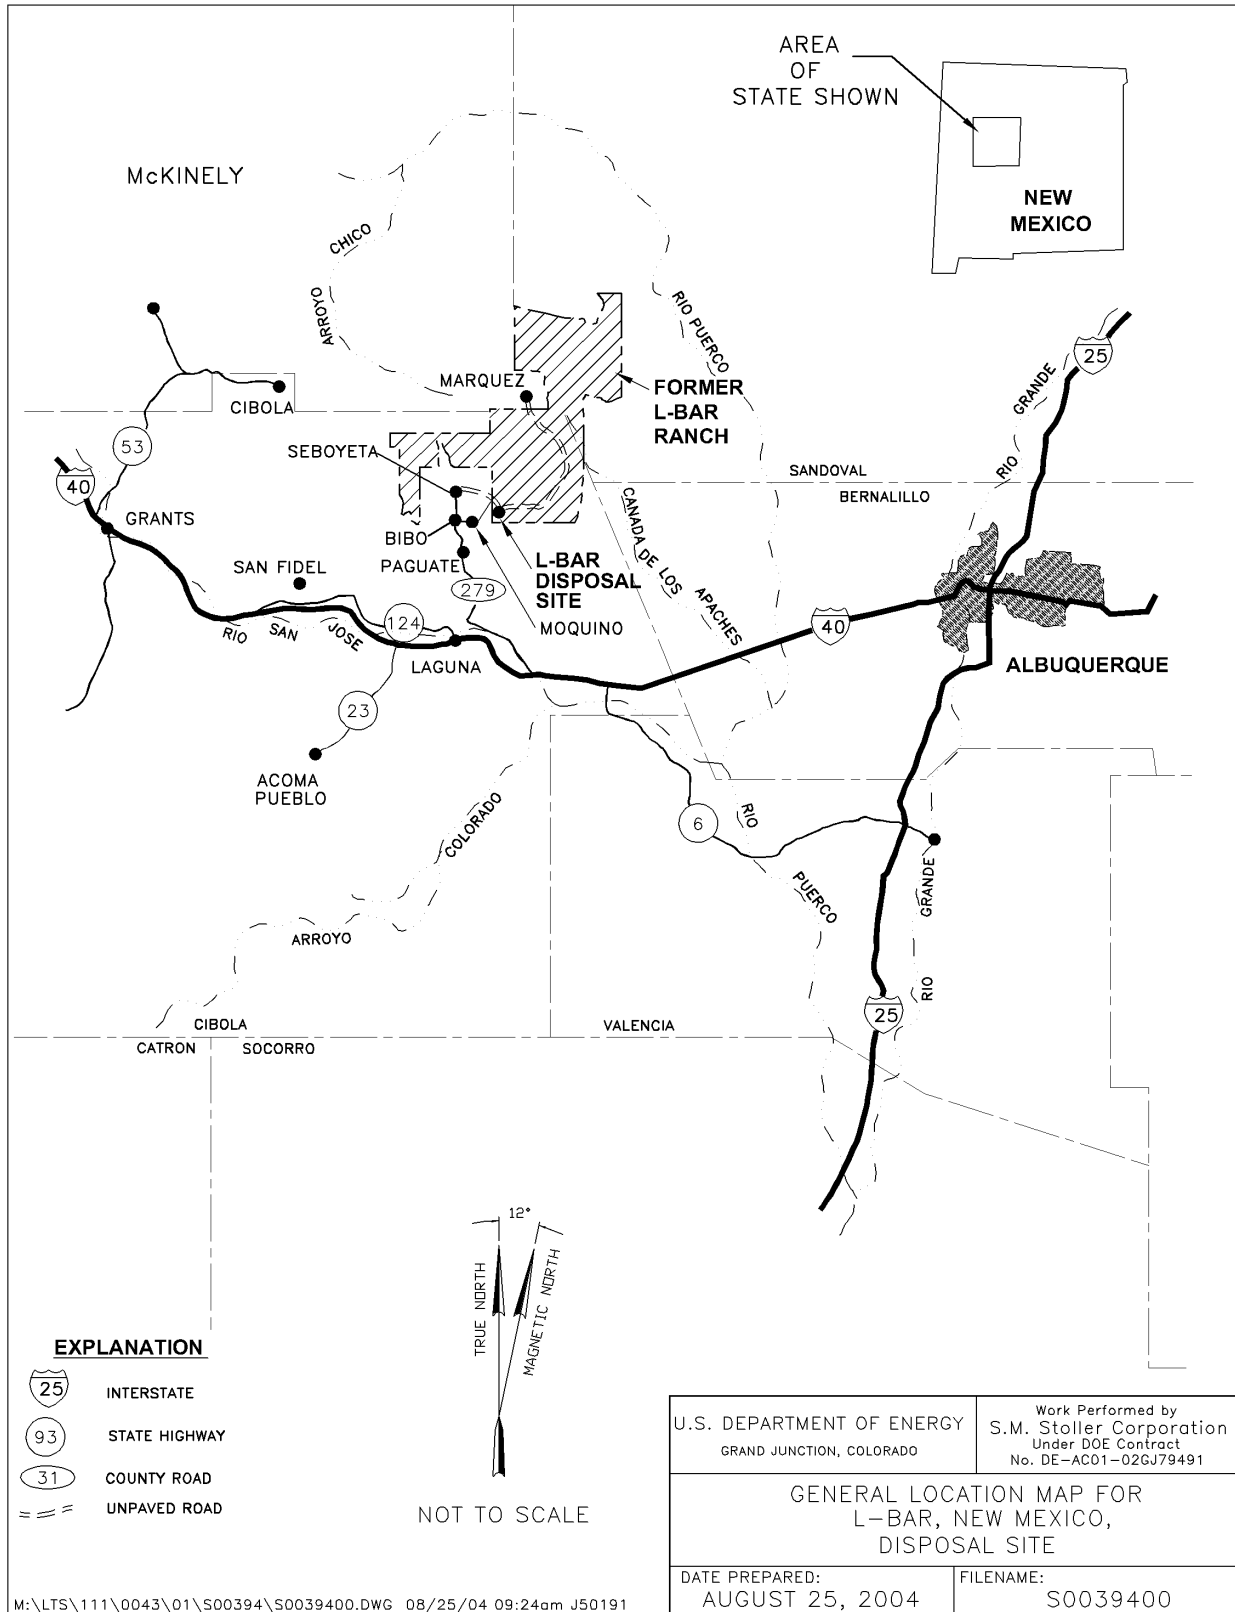 AREA
OF
STATE SHOWN
McKINELY
NEW
MEXICO
CHICO
ARROYO
RIO PUERCO
GRANDE
RIO
25
MARQUEZ
FORMER
L-BAR
RANCH
CIBOLA
53
SEBOYETA
SANDOVAL
BERNALILLO
40
GRANTS
CANADA DE LOS
APACHES
BIBO
PAGUATE
L-BAR
DISPOSAL
SITE
SAN FIDEL
279
MOQUINO
RIO
SAN
JOSE
124
LAGUNA
40
ALBUQUERQUE
23
ACOMA
PUEBLO
COLORADO
ARROYO
6
RIO
PUERCO
GRANDE
RIO
25
CIBOLA
CATRON
SOCORRO
VALENCIA
12°
TRUE NORTH
MAGNETIC NORTH
NOT TO SCALE
EXPLANATION
25 INTERSTATE
93 STATE HIGHWAY
31 COUNTY ROAD
UNPAVED ROAD
U.S. DEPARTMENT OF ENERGY
GRAND JUNCTION, COLORADO
Work Performed by
S.M. Stoller Corporation
Under DOE Contract
No. DE-AC01-02GJ79491
GENERAL LOCATION MAP FOR
L-BAR, NEW MEXICO,
DISPOSAL SITE
DATE PREPARED:
AUGUST 25, 2004
FILENAME:
S0039400
M:\LTS\111\0043\01\S00394\S0039400.DWG 08/25/04 09:24am J50191